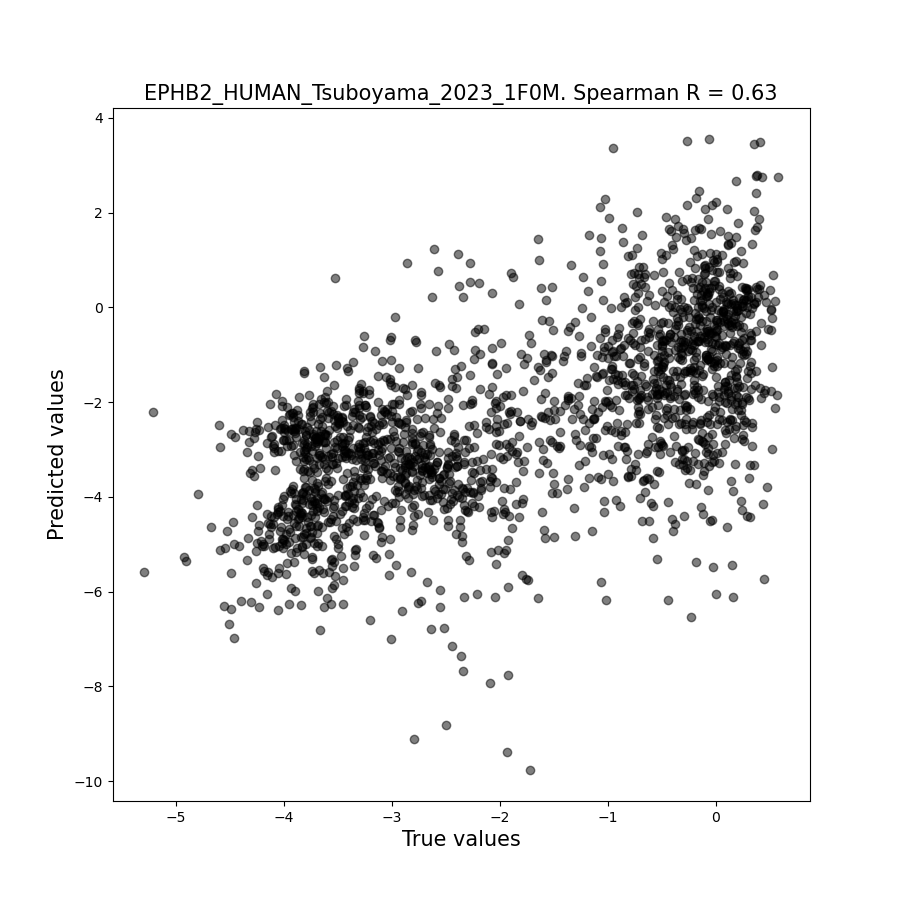 EPHB2_HUMAN_Tsuboyama_2023_1F0M. Spearman R = 0.63
4
2
0
−2
−4
−6
−8
−10
Predicted values
−5 −4 −3 −2 −1 0
True values